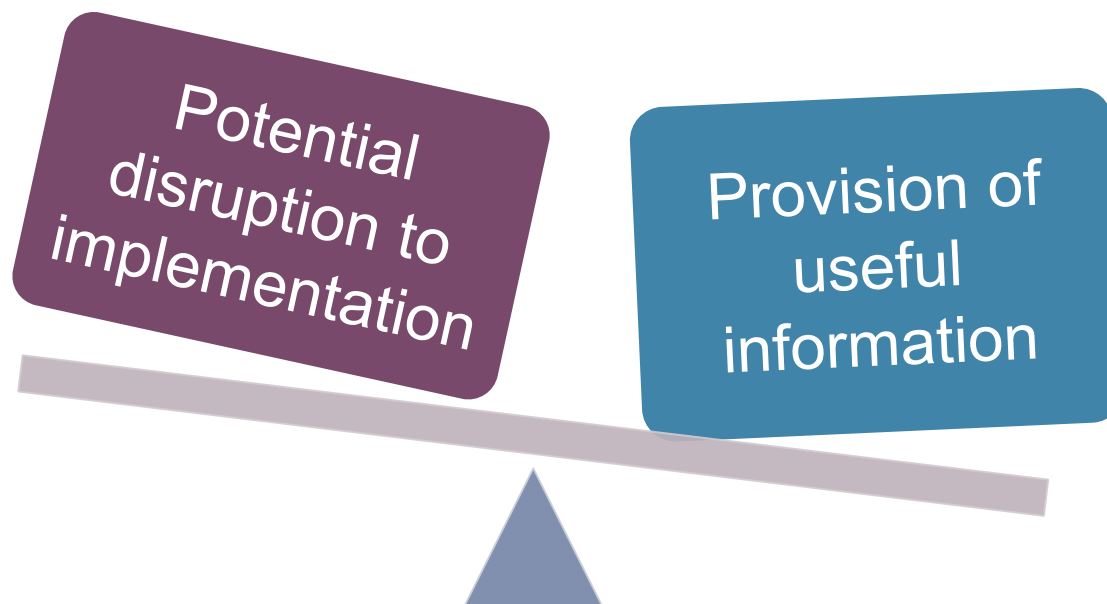 Potential
disruption to
implementation
Provision of
useful
information